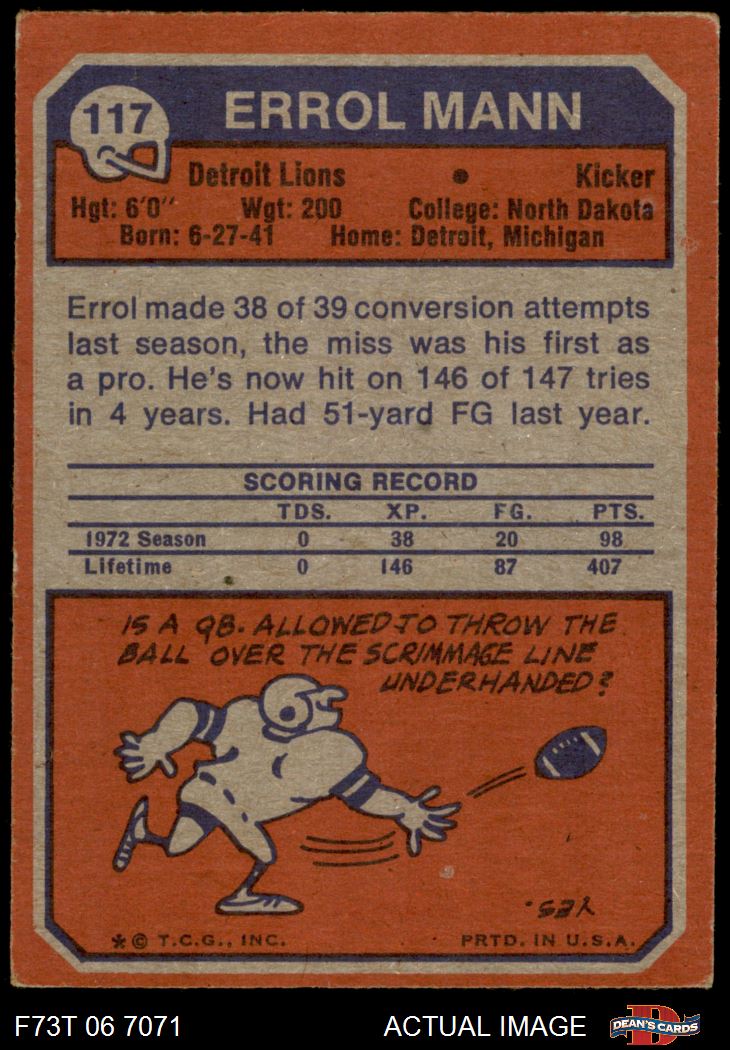 117 ERROL MANN
Detroit Lions • Kicker
Hgt: 6'0" Wgt: 200 College: North Dakota
Born: 6-27-41 Home: Detroit, Michigan
Errol made 38 of 39 conversion attempts
last season, the miss was his first as
a pro. He's now hit on 146 of 147 tries
in 4 years. Had 51-yard FG last year.
SCORING RECORD
TDS. XP. FG. PTS.
1972 Season 0 38 20 98
Lifetime 0 146 87 407
IS A QB. ALLOWED TO THROW THE
BALL OVER THE SCRIMMAGE LINE
UNDERHANDED?
YES.
* © T.C.G., INC. PRTD. IN U.S.A.
F73T 06 7071 ACTUAL IMAGE D DEAN'S CARDS